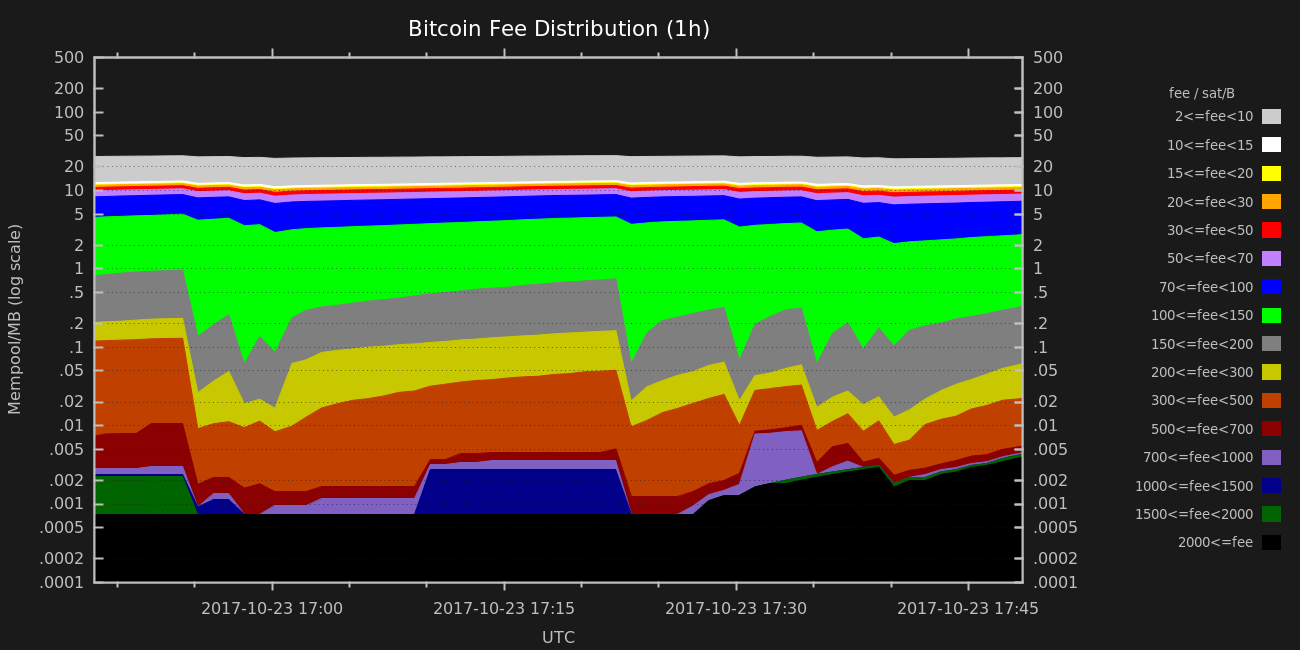 Bitcoin Fee Distribution (1h)
Mempool/MB (log scale)
500
200
100
50
20
10
5
2
1
.5
.2
.1
.05
.02
.01
.005
.002
.001
.0005
.0002
.0001
500
200
100
50
20
10
5
2
1
.5
.2
.1
.05
.02
.01
.005
.002
.001
.0005
.0002
.0001
2017-10-23 17:00 2017-10-23 17:15 2017-10-23 17:30 2017-10-23 17:45
UTC
fee / sat/B
2<=fee<10
10<=fee<15
15<=fee<20
20<=fee<30
30<=fee<50
50<=fee<70
70<=fee<100
100<=fee<150
150<=fee<200
200<=fee<300
300<=fee<500
500<=fee<700
700<=fee<1000
1000<=fee<1500
1500<=fee<2000
2000<=fee